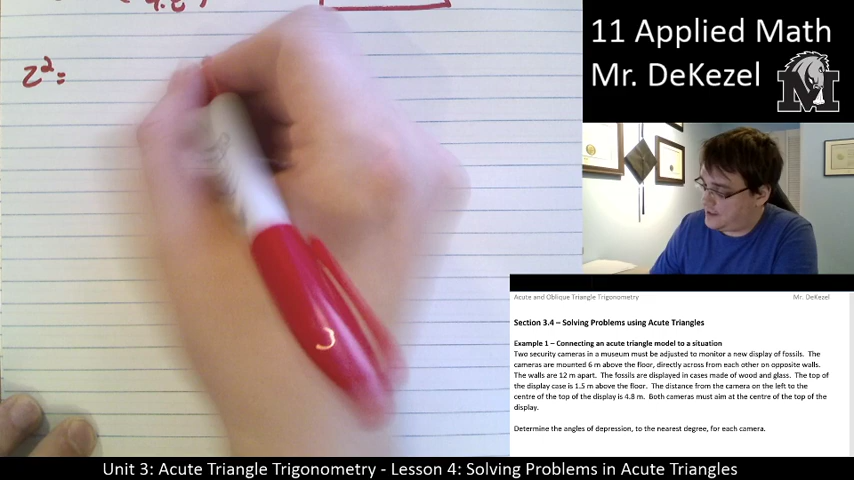 4.8
11 Applied Math
Mr. DeKezel
M
z²=
Acute and Oblique Triangle Trigonometry Mr. DeKezel
Section 3.4 – Solving Problems using Acute Triangles
Example 1 – Connecting an acute triangle model to a situation
Two security cameras in a museum must be adjusted to monitor a new display of fossils. The
cameras are mounted 6 m above the floor, directly across from each other on opposite walls.
The walls are 12 m apart. The fossils are displayed in cases made of wood and glass. The top of
the display case is 1.5 m above the floor. The distance from the camera on the left to the
centre of the top of the display is 4.8 m. Both cameras must aim at the centre of the top of the
display.
Determine the angles of depression, to the nearest degree, for each camera.
Unit 3: Acute Triangle Trigonometry - Lesson 4: Solving Problems in Acute Triangles